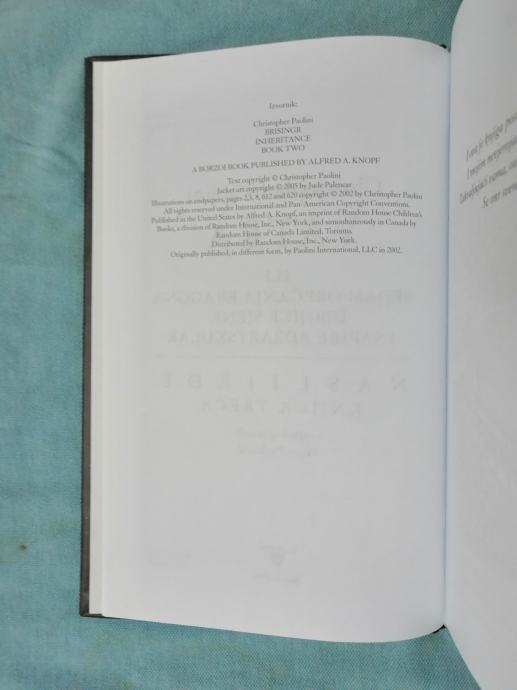 Izvornik:
Christopher Paolini
BRISINGR
INHERITANCE
BOOK TWO
A BORZOI BOOK PUBLISHED BY ALFRED A. KNOPF
Text copyright © Christopher Paolini
Jacket art copyright © 2005 by Jude Palencar
Illustrations on endpapers, pages 2,3, 8, 612 and 620 copyright © 2002 by Christopher Paolini
All rights reserved under International and Pan-American Copyright Conventions.
Published in the United States by Alfred A. Knopf, an imprint of Random House Children's
Books, a division of Random House, Inc., New York, and simoultaneously in Canada by
Random House of Canada Limited, Toronto.
Distributed by Random House, Inc., New York.
Originally published, in different form, by Paolini International, LLC in 2002.
I ova je knjiga